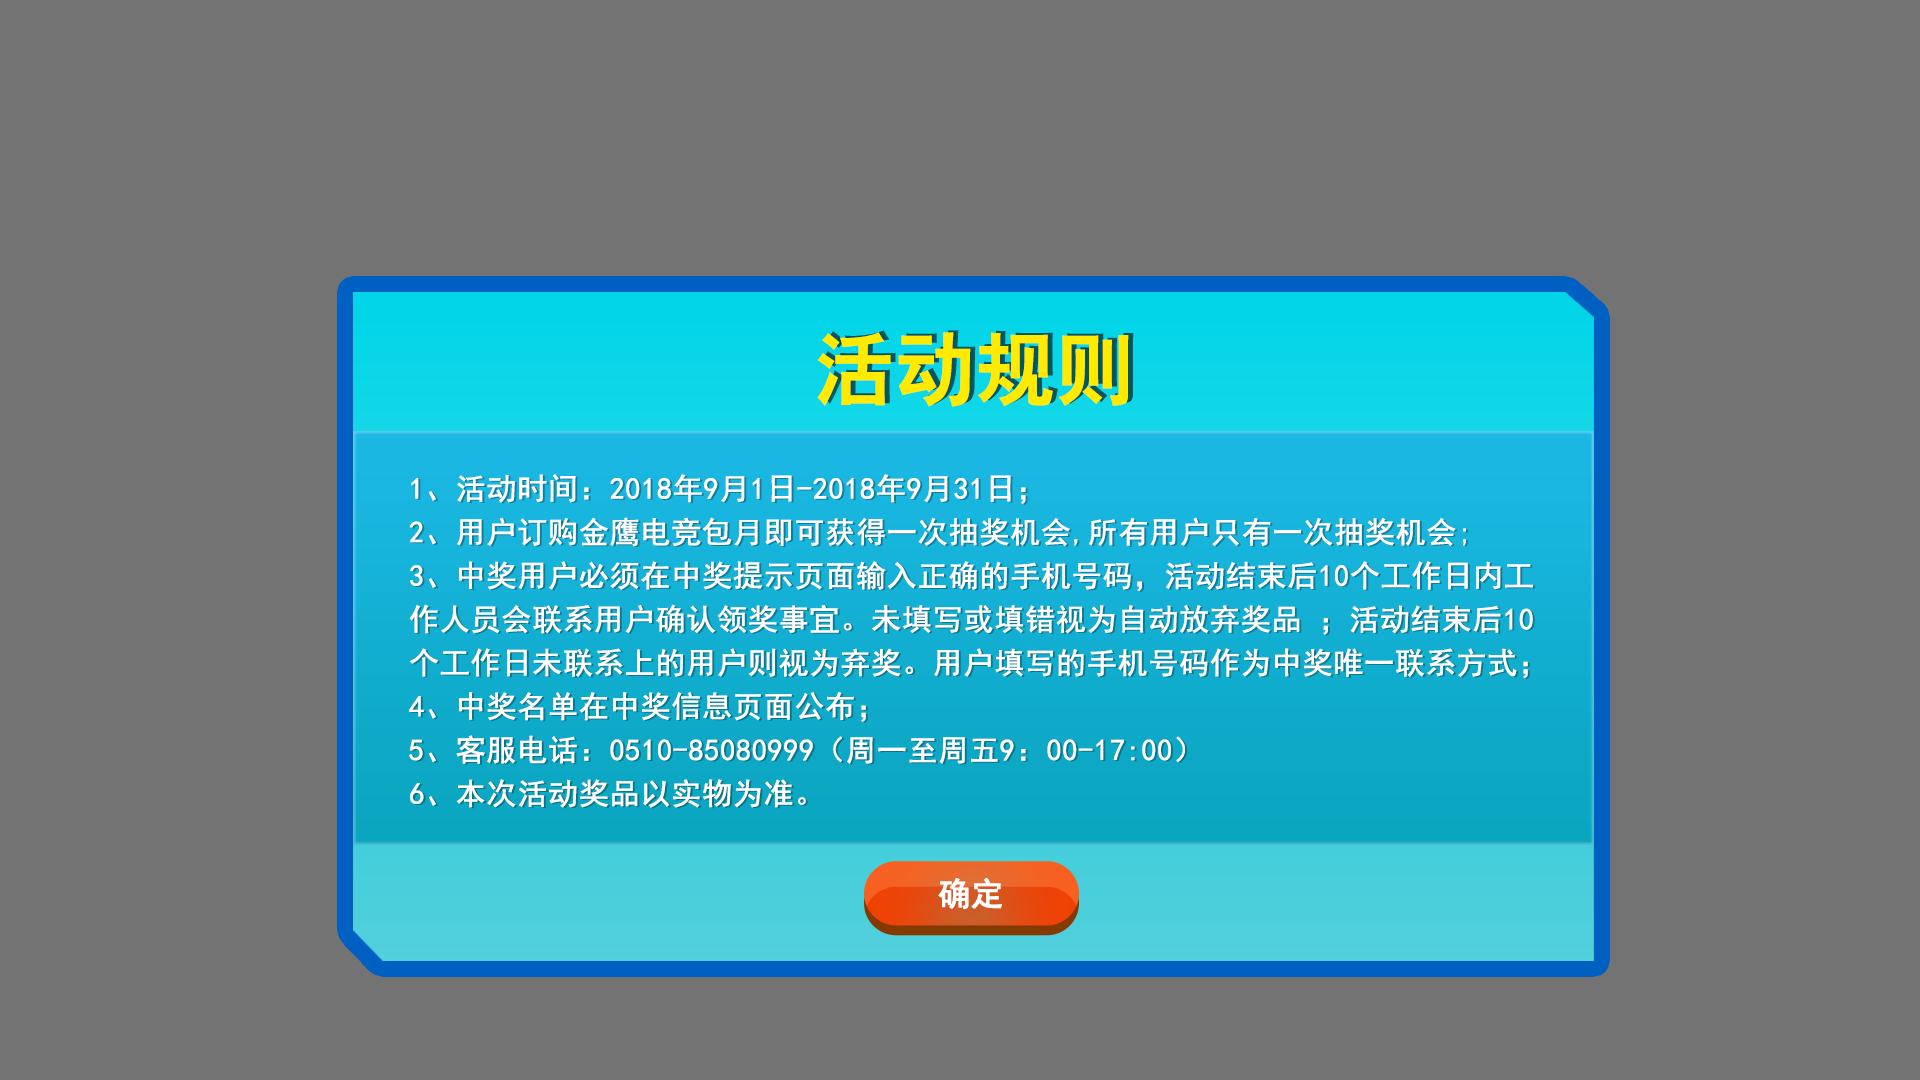 活动规则
1、活动时间：2018年9月1日-2018年9月31日；
2、用户订购金鹰电竞包月即可获得一次抽奖机会,所有用户只有一次抽奖机会;
3、中奖用户必须在中奖提示页面输入正确的手机号码，活动结束后10个工作日内工
作人员会联系用户确认领奖事宜。未填写或填错视为自动放弃奖品 ；活动结束后10
个工作日未联系上的用户则视为弃奖。用户填写的手机号码作为中奖唯一联系方式；
4、中奖名单在中奖信息页面公布；
5、客服电话：0510-85080999（周一至周五9：00-17:00）
6、本次活动奖品以实物为准。
确定